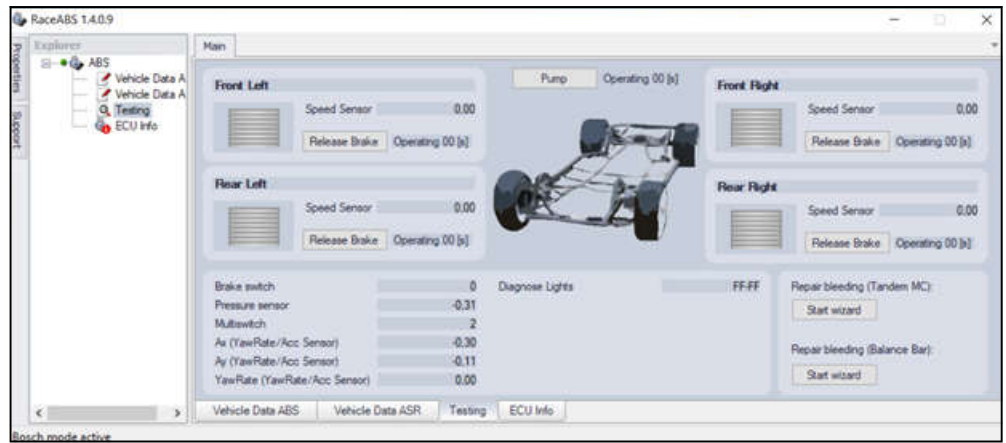 RaceABS 1.4.0.9
Properties
Support
Explorer
ABS
Vehicle Data A
Vehicle Data A
Testing
ECU Info
Main
Front Left
Speed Sensor 0.00
Release Brake Operating 00 [s]
Pump Operating 00 [s]
Front Right
Speed Sensor 0.00
Release Brake Operating 00 [s]
Rear Left
Speed Sensor 0.00
Release Brake Operating 00 [s]
Rear Right
Speed Sensor 0.00
Release Brake Operating 00 [s]
Brake switch 0
Pressure sensor -0.31
Multiswitch 2
Ax (YawRate/Acc Sensor) -0.30
Ay (YawRate/Acc Sensor) -0.11
YawRate (YawRate/Acc Sensor) 0.00
Diagnose Lights FF-FF
Repair bleeding (Tandem MC):
Start wizard
Repair bleeding (Balance Bar):
Start wizard
Vehicle Data ABS Vehicle Data ASR Testing ECU Info
Bosch mode active